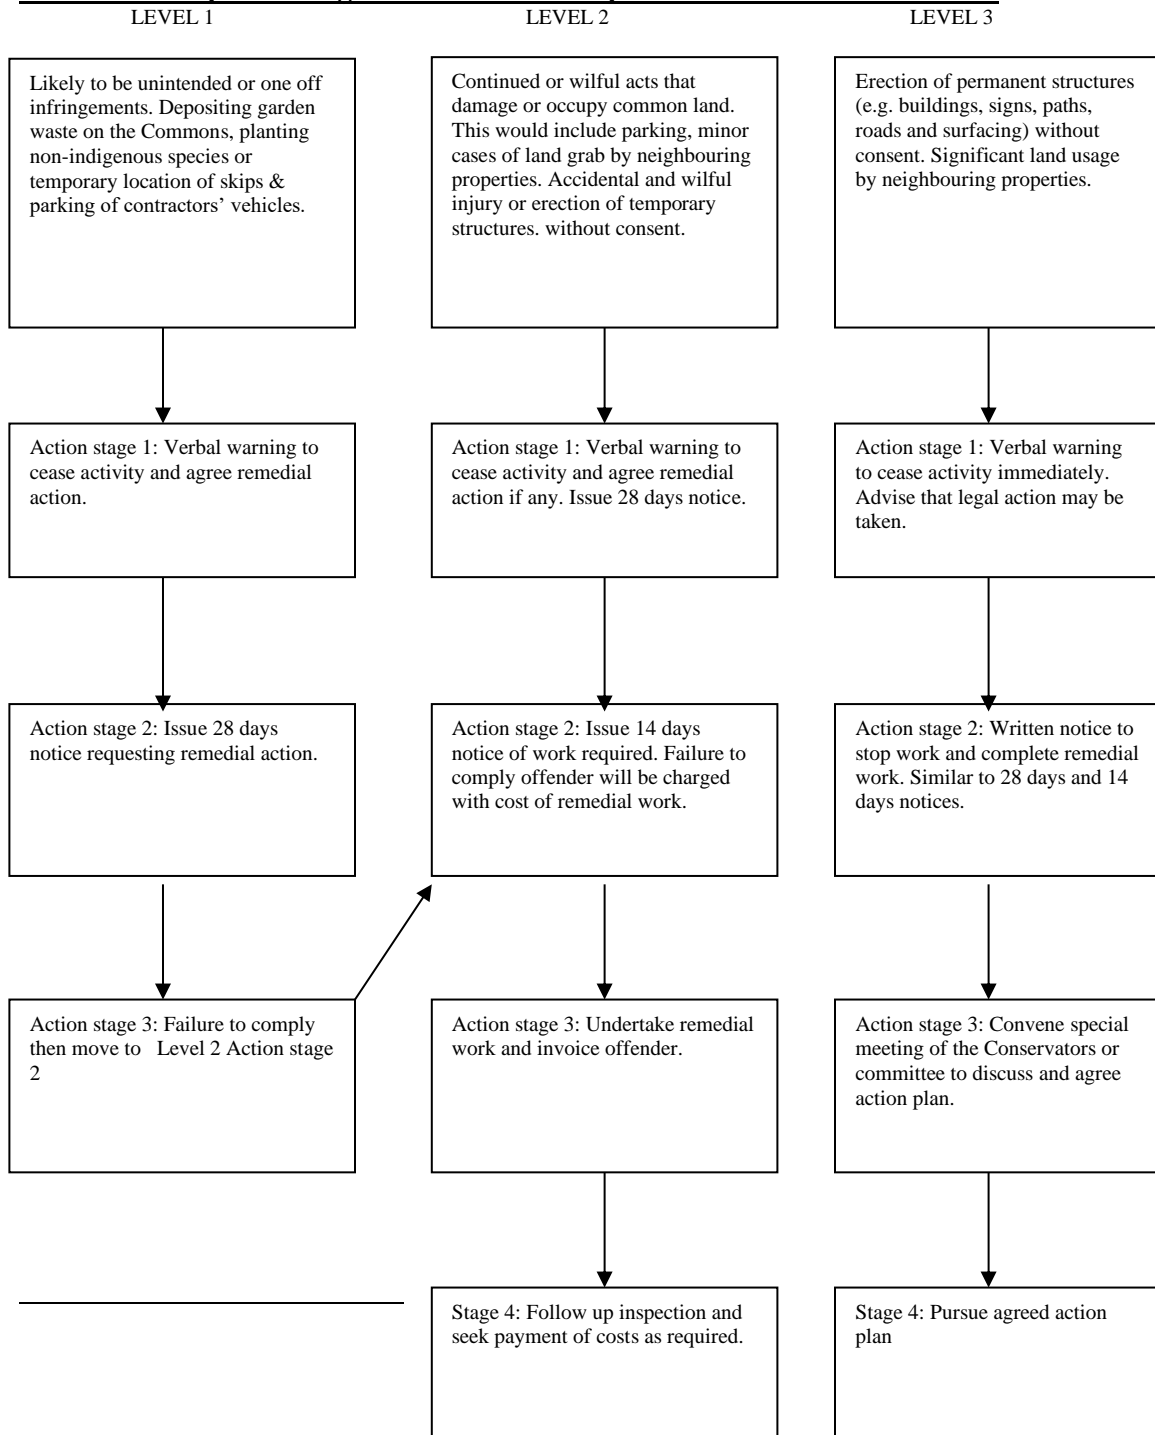 LEVEL 1
LEVEL 2
LEVEL 3
Likely to be unintended or one off
infringements. Depositing garden
waste on the Commons, planting
non-indigenous species or
temporary location of skips &
parking of contractors’ vehicles.
Continued or wilful acts that
damage or occupy common land.
This would include parking, minor
cases of land grab by neighbouring
properties. Accidental and wilful
injury or erection of temporary
structures. without consent.
Erection of permanent structures
(e.g. buildings, signs, paths,
roads and surfacing) without
consent. Significant land usage
by neighbouring properties.
Action stage 1: Verbal warning to
cease activity and agree remedial
action.
Action stage 1: Verbal warning to
cease activity and agree remedial
action if any. Issue 28 days notice.
Action stage 1: Verbal warning
to cease activity immediately.
Advise that legal action may be
taken.
Action stage 2: Issue 28 days
notice requesting remedial action.
Action stage 2: Issue 14 days
notice of work required. Failure to
comply offender will be charged
with cost of remedial work.
Action stage 2: Written notice to
stop work and complete remedial
work. Similar to 28 days and 14
days notices.
Action stage 3: Failure to comply
then move to   Level 2 Action stage
2
Action stage 3: Undertake remedial
work and invoice offender.
Action stage 3: Convene special
meeting of the Conservators or
committee to discuss and agree
action plan.
Stage 4: Follow up inspection and
seek payment of costs as required.
Stage 4: Pursue agreed action
plan